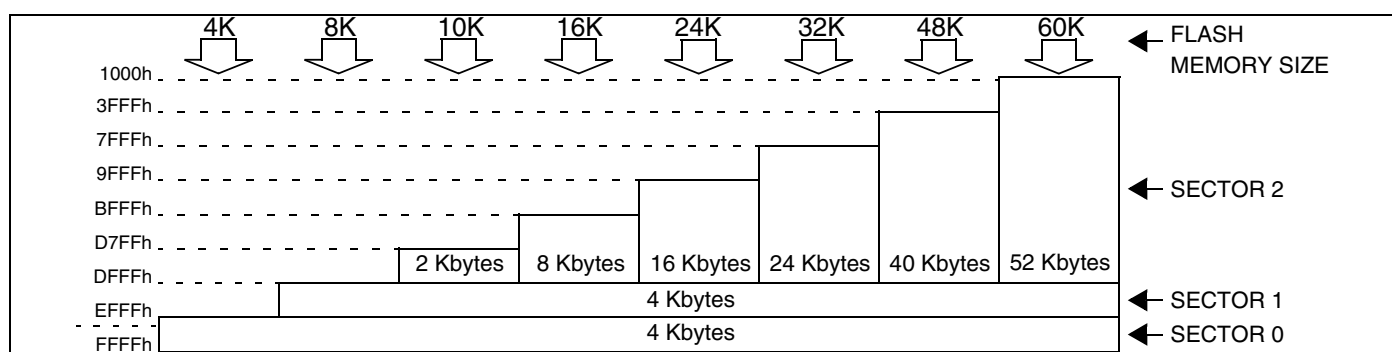 4K 8K 10K 16K 24K 32K 48K 60K FLASH
MEMORY SIZE
1000h
3FFFh
7FFFh
9FFFh
SECTOR 2
BFFFh
D7FFh
2 Kbytes 8 Kbytes 16 Kbytes 24 Kbytes 40 Kbytes 52 Kbytes
DFFFh
4 Kbytes SECTOR 1
EFFFh
4 Kbytes SECTOR 0
FFFFh